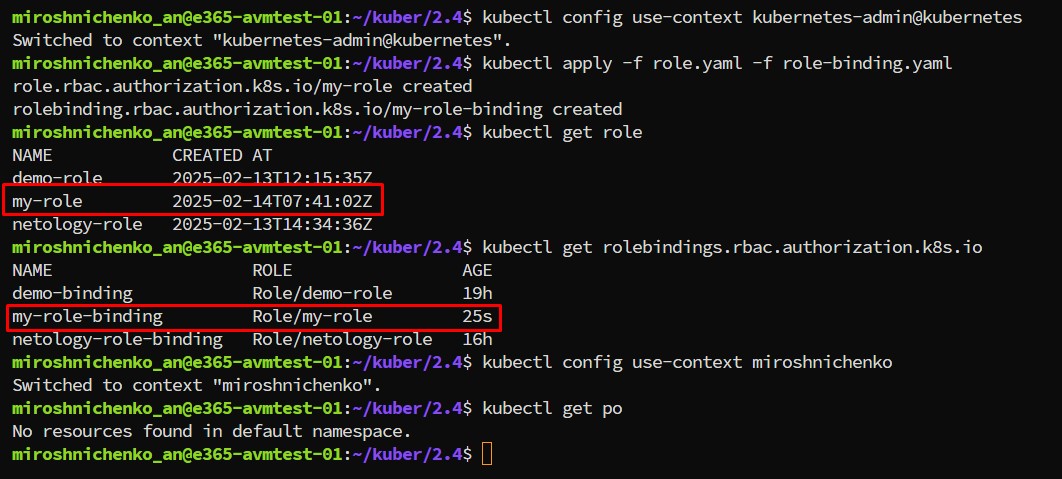 miroshnichenko_an@e365-avmtest-01:~/kuber/2.4$ kubectl config use-context kubernetes-admin@kubernetes
Switched to context "kubernetes-admin@kubernetes".
miroshnichenko_an@e365-avmtest-01:~/kuber/2.4$ kubectl apply -f role.yaml -f role-binding.yaml
role.rbac.authorization.k8s.io/my-role created
rolebinding.rbac.authorization.k8s.io/my-role-binding created
miroshnichenko_an@e365-avmtest-01:~/kuber/2.4$ kubectl get role
NAME            CREATED AT
demo-role       2025-02-13T12:15:35Z
my-role         2025-02-14T07:41:02Z
netology-role   2025-02-13T14:34:36Z
miroshnichenko_an@e365-avmtest-01:~/kuber/2.4$ kubectl get rolebindings.rbac.authorization.k8s.io
NAME                    ROLE                 AGE
demo-binding            Role/demo-role       19h
my-role-binding         Role/my-role         25s
netology-role-binding   Role/netology-role   16h
miroshnichenko_an@e365-avmtest-01:~/kuber/2.4$ kubectl config use-context miroshnichenko
Switched to context "miroshnichenko".
miroshnichenko_an@e365-avmtest-01:~/kuber/2.4$ kubectl get po
No resources found in default namespace.
miroshnichenko_an@e365-avmtest-01:~/kuber/2.4$